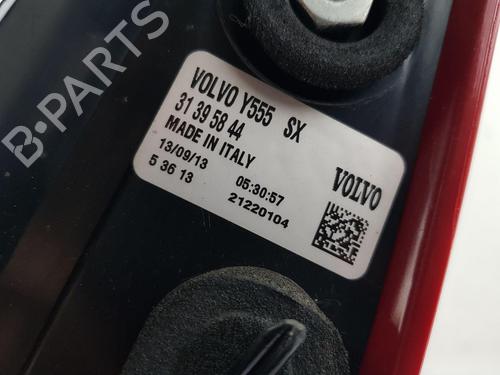 B-PARTS
VOLVO Y555 SX
31 39 58 44
MADE IN ITALY
13/09/13 05:30:57
5 36 13 21220104
VOLVO